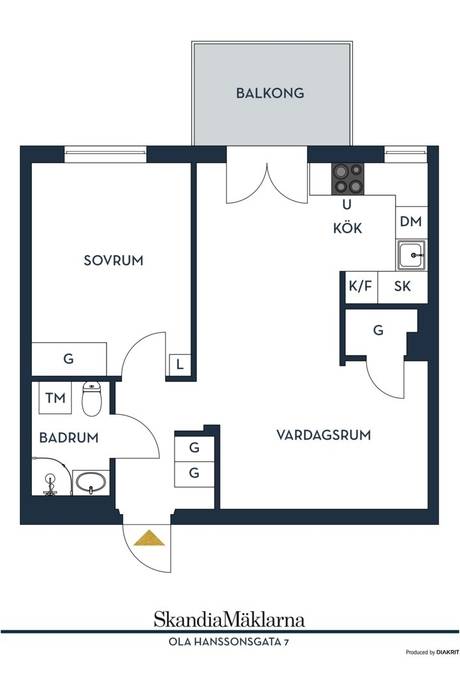 BALKONG
U
KÖK
DM
SOVRUM
K/F
SK
G
G
L
TM
BADRUM
G
G
VARDAGSRUM
SkandiaMäklarna
OLA HANSSONSGATA 7
Produced by DIAKRIT